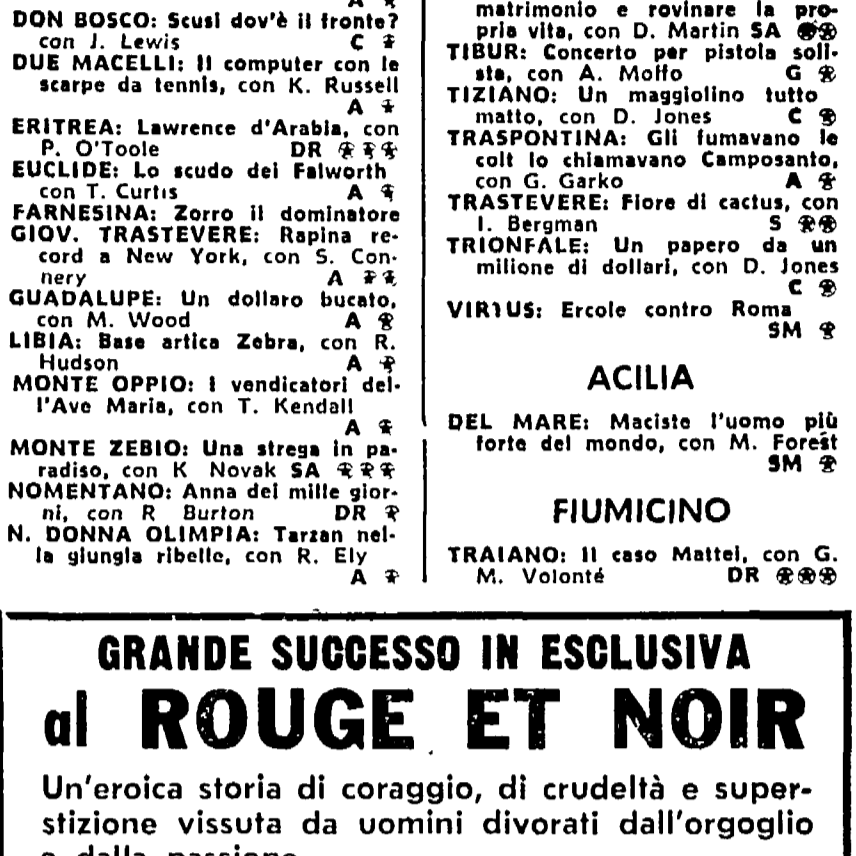 DON BOSCO: Scusi dov'è il fronte?
con J. Lewis C ✮
DUE MACELLI: Il computer con le
scarpe da tennis, con K. Russell
A ✮
ERITREA: Lawrence d'Arabia, con
P. O'Toole DR ✮✮✮
EUCLIDE: Lo scudo dei Falworth
con T. Curtis A ✮
FARNESINA: Zorro il dominatore
GIOV. TRASTEVERE: Rapina re-
cord a New York, con S. Con-
nery A ✮✮
GUADALUPE: Un dollaro bucato,
con M. Wood A ✮
LIBIA: Base artica Zebra, con R.
Hudson A ✮
MONTE OPPIO: I vendicatori del-
l'Ave Maria, con T. Kendall
A ✮
MONTE ZEBIO: Una strega in pa-
radiso, con K Novak SA ✮✮✮
NOMENTANO: Anna dei mille gior-
ni, con R Burton DR ✮
N. DONNA OLIMPIA: Tarzan nel-
la giungla ribelle, con R. Ely
A ✮
matrimonio e rovinare la pro-
pria vita, con D. Martin SA ✮✮
TIBUR: Concerto per pistola soli-
sta, con A. Moffo G ✮
TIZIANO: Un maggiolino tutto
matto, con D. Jones C ✮
TRASPONTINA: Gli fumavano le
colt lo chiamavano Camposanto,
con G. Garko A ✮
TRASTEVERE: Fiore di cactus, con
I. Bergman S ✮✮
TRIONFALE: Un papero da un
milione di dollari, con D. Jones
C ✮
VIRTUS: Ercole contro Roma
SM ✮
ACILIA
DEL MARE: Maciste l'uomo più
forte del mondo, con M. Forest
SM ✮
FIUMICINO
TRAIANO: Il caso Mattei, con G.
M. Volonté DR ✮✮✮
GRANDE SUCCESSO IN ESCLUSIVA
al ROUGE ET NOIR
Un'eroica storia di coraggio, di crudeltà e super-
stizione vissuta da uomini divorati dall'orgoglio